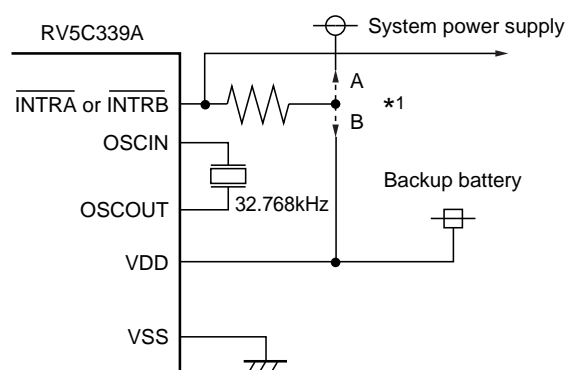 RV5C339A
System power supply
A
INTRA or INTRB
*1
B
OSCIN
Backup battery
OSCOUT
32.768kHz
VDD
VSS